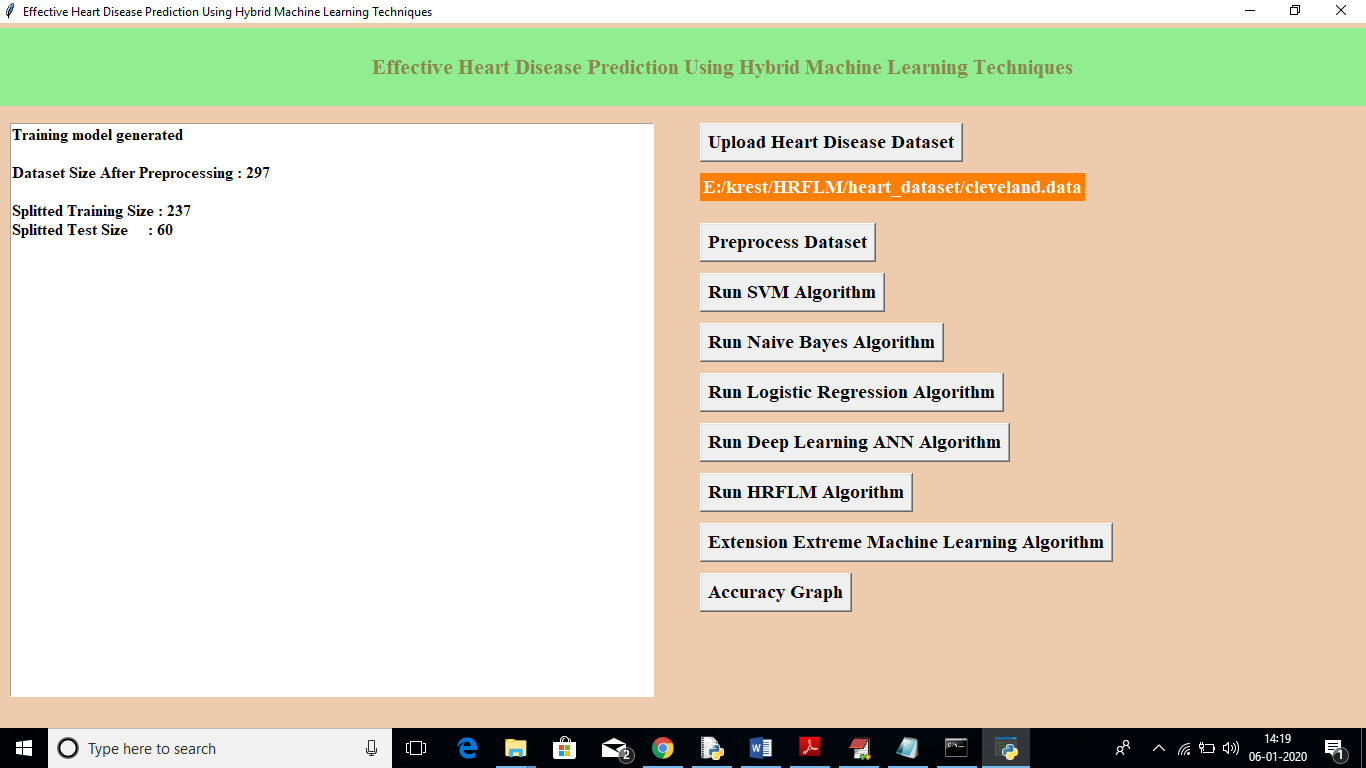 Effective Heart Disease Prediction Using Hybrid Machine Learning Techniques
Effective Heart Disease Prediction Using Hybrid Machine Learning Techniques
Training model generated
Dataset Size After Preprocessing : 297
Splitted Training Size : 237
Splitted Test Size : 60
Upload Heart Disease Dataset
E:/krest/HRFLM/heart_dataset/cleveland.data
Preprocess Dataset
Run SVM Algorithm
Run Naive Bayes Algorithm
Run Logistic Regression Algorithm
Run Deep Learning ANN Algorithm
Run HRFLM Algorithm
Extension Extreme Machine Learning Algorithm
Accuracy Graph
Type here to search
2
14:19
06-01-2020
1